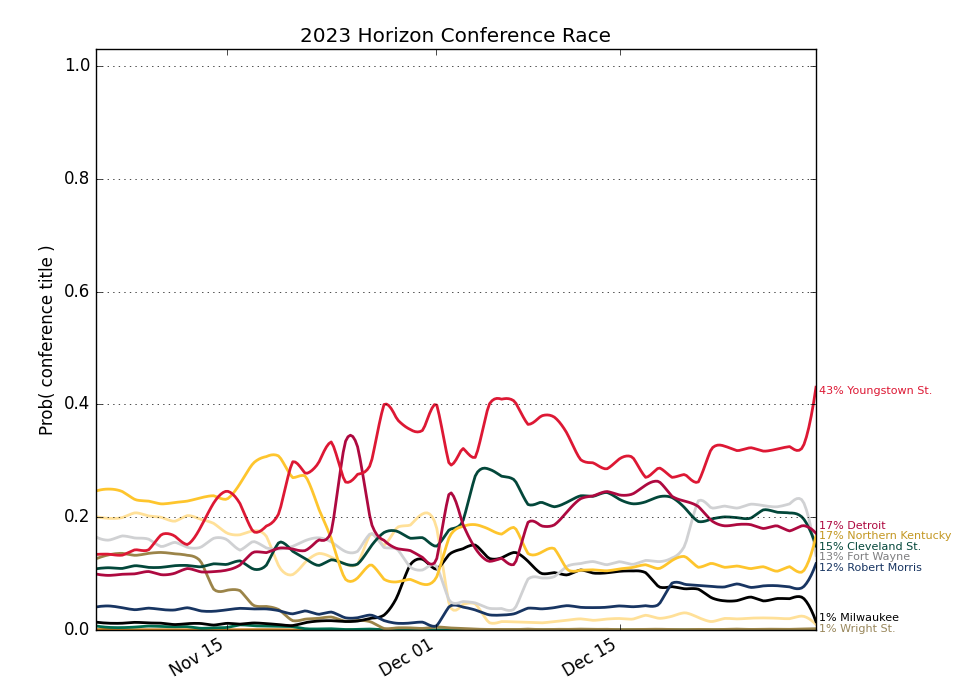 2023 Horizon Conference Race
Prob( conference title )
1.0
0.8
0.6
0.4
0.2
0.0
Nov 15
Dec 01
Dec 15
43% Youngstown St.
17% Detroit
17% Northern Kentucky
15% Cleveland St.
13% Fort Wayne
12% Robert Morris
1% Milwaukee
1% Wright St.